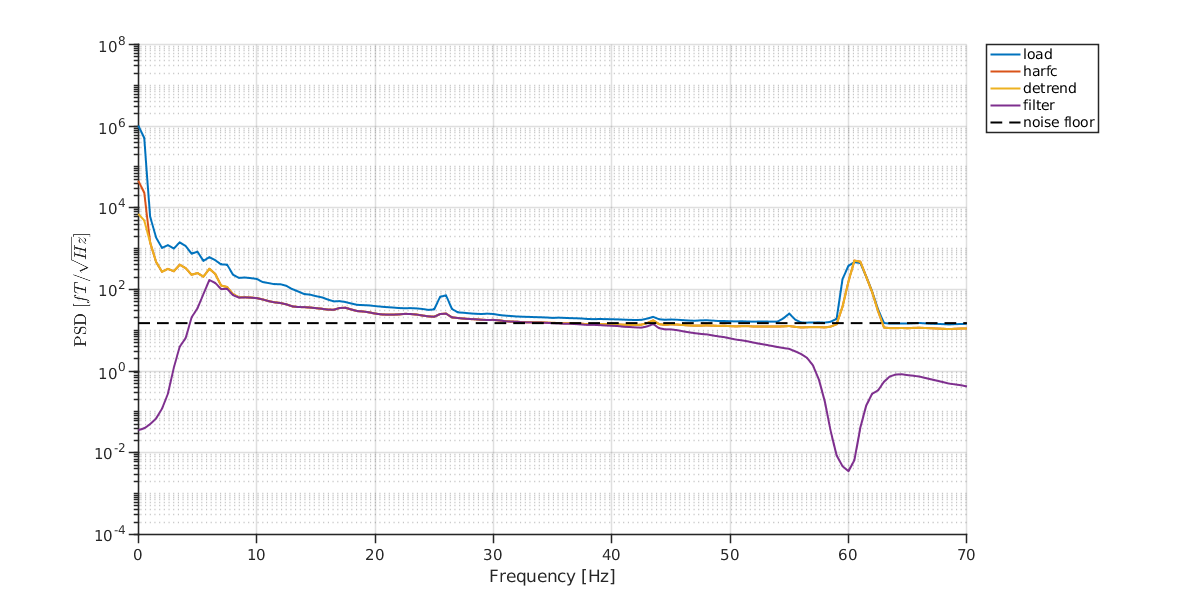 10^8
10^6
10^4
10^2
10^0
10^-2
10^-4
PSD [fT/√Hz]
0 10 20 30 40 50 60 70
Frequency [Hz]
load
harfc
detrend
filter
noise floor